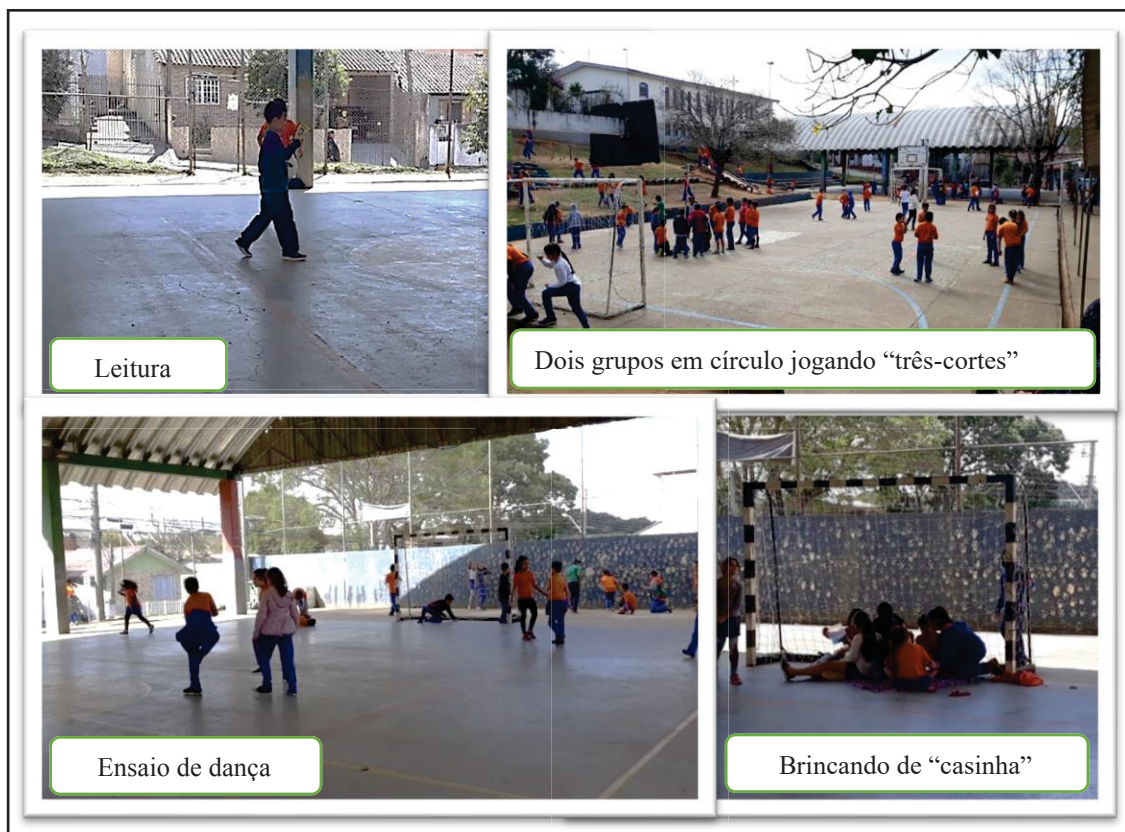 Leitura
Dois grupos em círculo jogando “três-cortes”
Ensaio de dança
Brincando de “casinha”